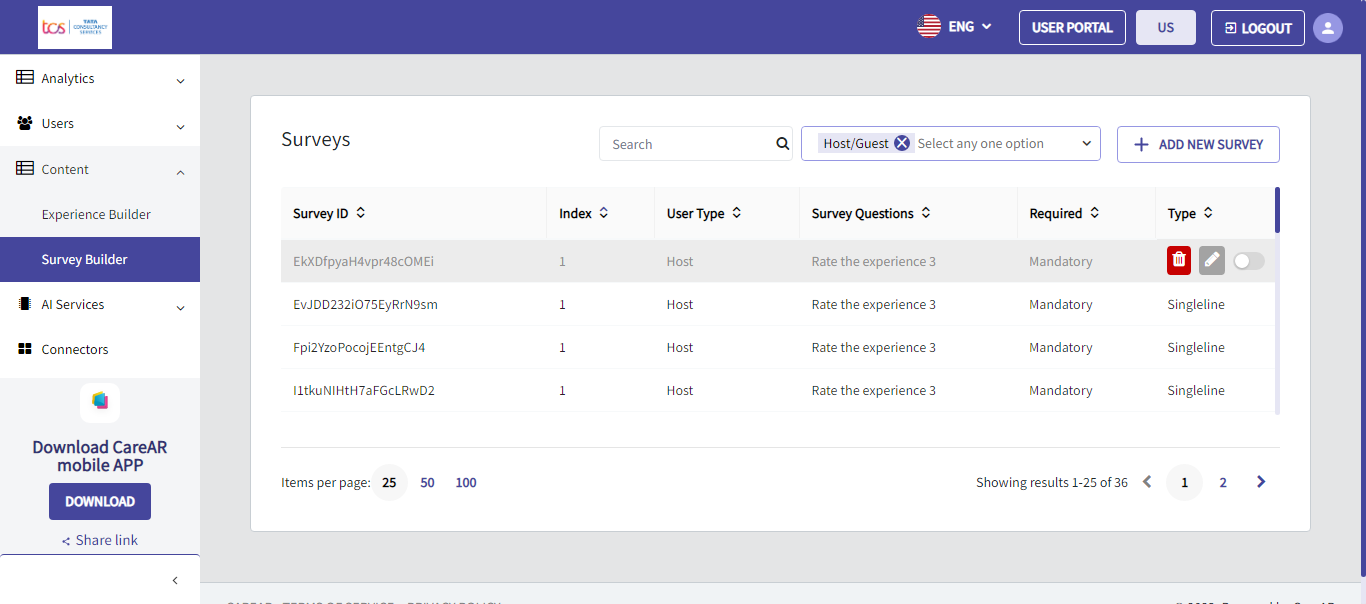 tcs TATA CONSULTANCY SERVICES
ENG
USER PORTAL
US
LOGOUT
Analytics
Users
Content
Experience Builder
Survey Builder
AI Services
Connectors
Download CareAR
mobile APP
DOWNLOAD
Share link
Surveys
Search
Host/Guest Select any one option
ADD NEW SURVEY
Survey ID Index User Type Survey Questions Required Type
EkXDfpyaH4vpr48cOMEi 1 Host Rate the experience 3 Mandatory
EvJDD232iO75EyRrN9sm 1 Host Rate the experience 3 Mandatory Singleline
Fpi2YzoPocojEEntgCJ4 1 Host Rate the experience 3 Mandatory Singleline
I1tkuNIHtH7aFGcLRwD2 1 Host Rate the experience 3 Mandatory Singleline
Items per page: 25 50 100
Showing results 1-25 of 36 1 2